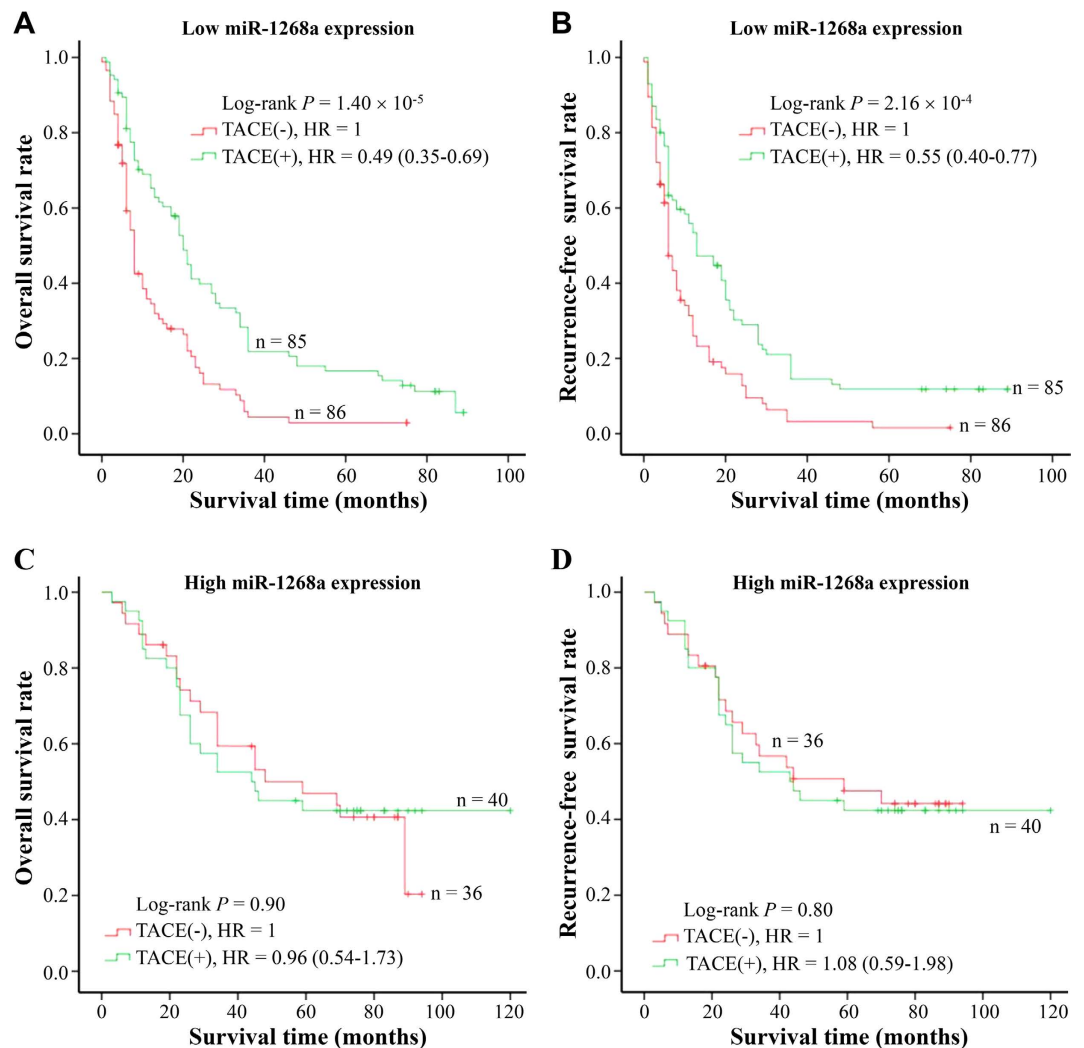 A
Low miR-1268a expression
Overall survival rate
1.0
0.8
0.6
0.4
0.2
0.0
Log-rank P = 1.40 × 10⁻⁵
TACE(-), HR = 1
TACE(+), HR = 0.49 (0.35-0.69)
n = 85
n = 86
0 20 40 60 80 100
Survival time (months)
B
Low miR-1268a expression
Recurrence-free survival rate
1.0
0.8
0.6
0.4
0.2
0.0
Log-rank P = 2.16 × 10⁻⁴
TACE(-), HR = 1
TACE(+), HR = 0.55 (0.40-0.77)
n = 85
n = 86
0 20 40 60 80 100
Survival time (months)
C
High miR-1268a expression
Overall survival rate
1.0
0.8
0.6
0.4
0.2
0.0
n = 40
n = 36
Log-rank P = 0.90
TACE(-), HR = 1
TACE(+), HR = 0.96 (0.54-1.73)
0 20 40 60 80 100 120
Survival time (months)
D
High miR-1268a expression
Recurrence-free survival rate
1.0
0.8
0.6
0.4
0.2
0.0
n = 36
n = 40
Log-rank P = 0.80
TACE(-), HR = 1
TACE(+), HR = 1.08 (0.59-1.98)
0 20 40 60 80 100 120
Survival time (months)